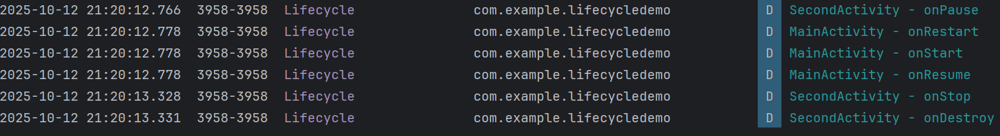 2025-10-12 21:20:12.766 3958-3958 Lifecycle com.example.lifecycledemo D SecondActivity - onPause
2025-10-12 21:20:12.778 3958-3958 Lifecycle com.example.lifecycledemo D MainActivity - onRestart
2025-10-12 21:20:12.778 3958-3958 Lifecycle com.example.lifecycledemo D MainActivity - onStart
2025-10-12 21:20:12.778 3958-3958 Lifecycle com.example.lifecycledemo D MainActivity - onResume
2025-10-12 21:20:13.328 3958-3958 Lifecycle com.example.lifecycledemo D SecondActivity - onStop
2025-10-12 21:20:13.331 3958-3958 Lifecycle com.example.lifecycledemo D SecondActivity - onDestroy